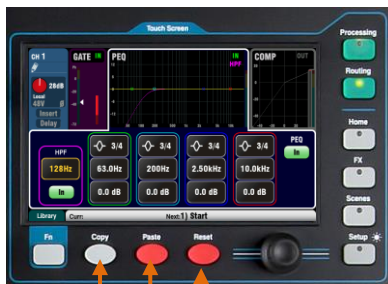 Touch Screen
Processing
Routing
Home
FX
Scenes
Setup
CH 1
28dB
Local
48V
Insert
Delay
GATE IN
PEQ
IN
HPF
COMP OUT
HPF
128Hz
In
3/4
63.0Hz
0.0 dB
3/4
200Hz
0.0 dB
3/4
2.50kHz
0.0 dB
3/4
10.0kHz
0.0 dB
PEQ
In
Library Curr: Next:1) Start
Fn
Copy
Paste
Reset